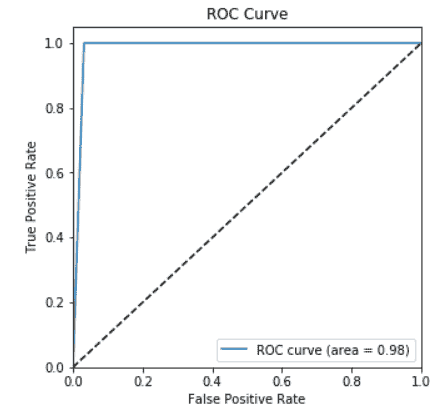 ROC Curve
1.0
0.8
0.6
0.4
0.2
0.0
True Positive Rate
ROC curve (area = 0.98)
0.0 0.2 0.4 0.6 0.8 1.0
False Positive Rate